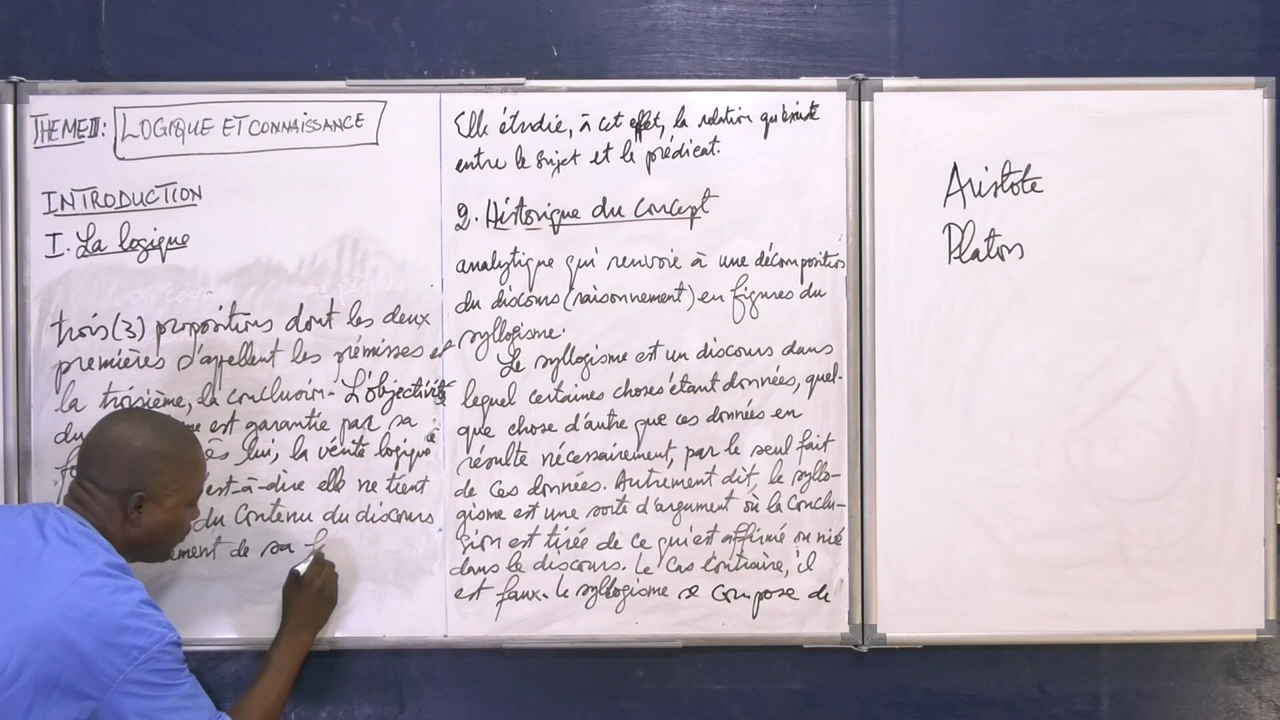 THEME II: LOGIQUE ET CONNAISSANCE
INTRODUCTION
I. La logique
trois (3) propositions dont les deux
premières s'appellent les prémisses et
la troisième, la conclusion. L'objectivité
du est garantie par sa
lui, la vérité logique
est-à-dire elle ne tient
du contenu du discours
ement de sa f
Elle étudie, à cet effet, la relation qui existe
entre le sujet et le prédicat.
2. Historique du concept
analytique qui renvoie à une décomposition
du discours (raisonnement) en figures du
syllogisme.
Le syllogisme est un discours dans
lequel certaines choses étant données, quel-
que chose d'autre que ces données en
résulte nécessairement, par le seul fait
de ces données. Autrement dit, le syllo-
gisme est une sorte d'argument où la conclu-
sion est tirée de ce qui est affirmé ou nié
dans le discours. Le cas contraire, il
est faux. Le syllogisme se compose de
Aristote
Platon